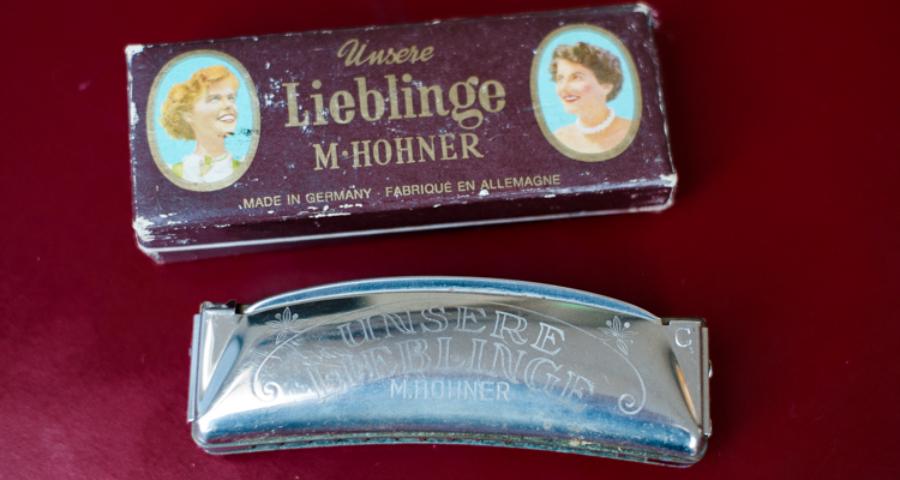 Unsere
Lieblinge
M·HOHNER
MADE IN GERMANY · FABRIQUÉ EN ALLEMAGNE
UNSERE
LIEBLINGE
M.HOHNER
C